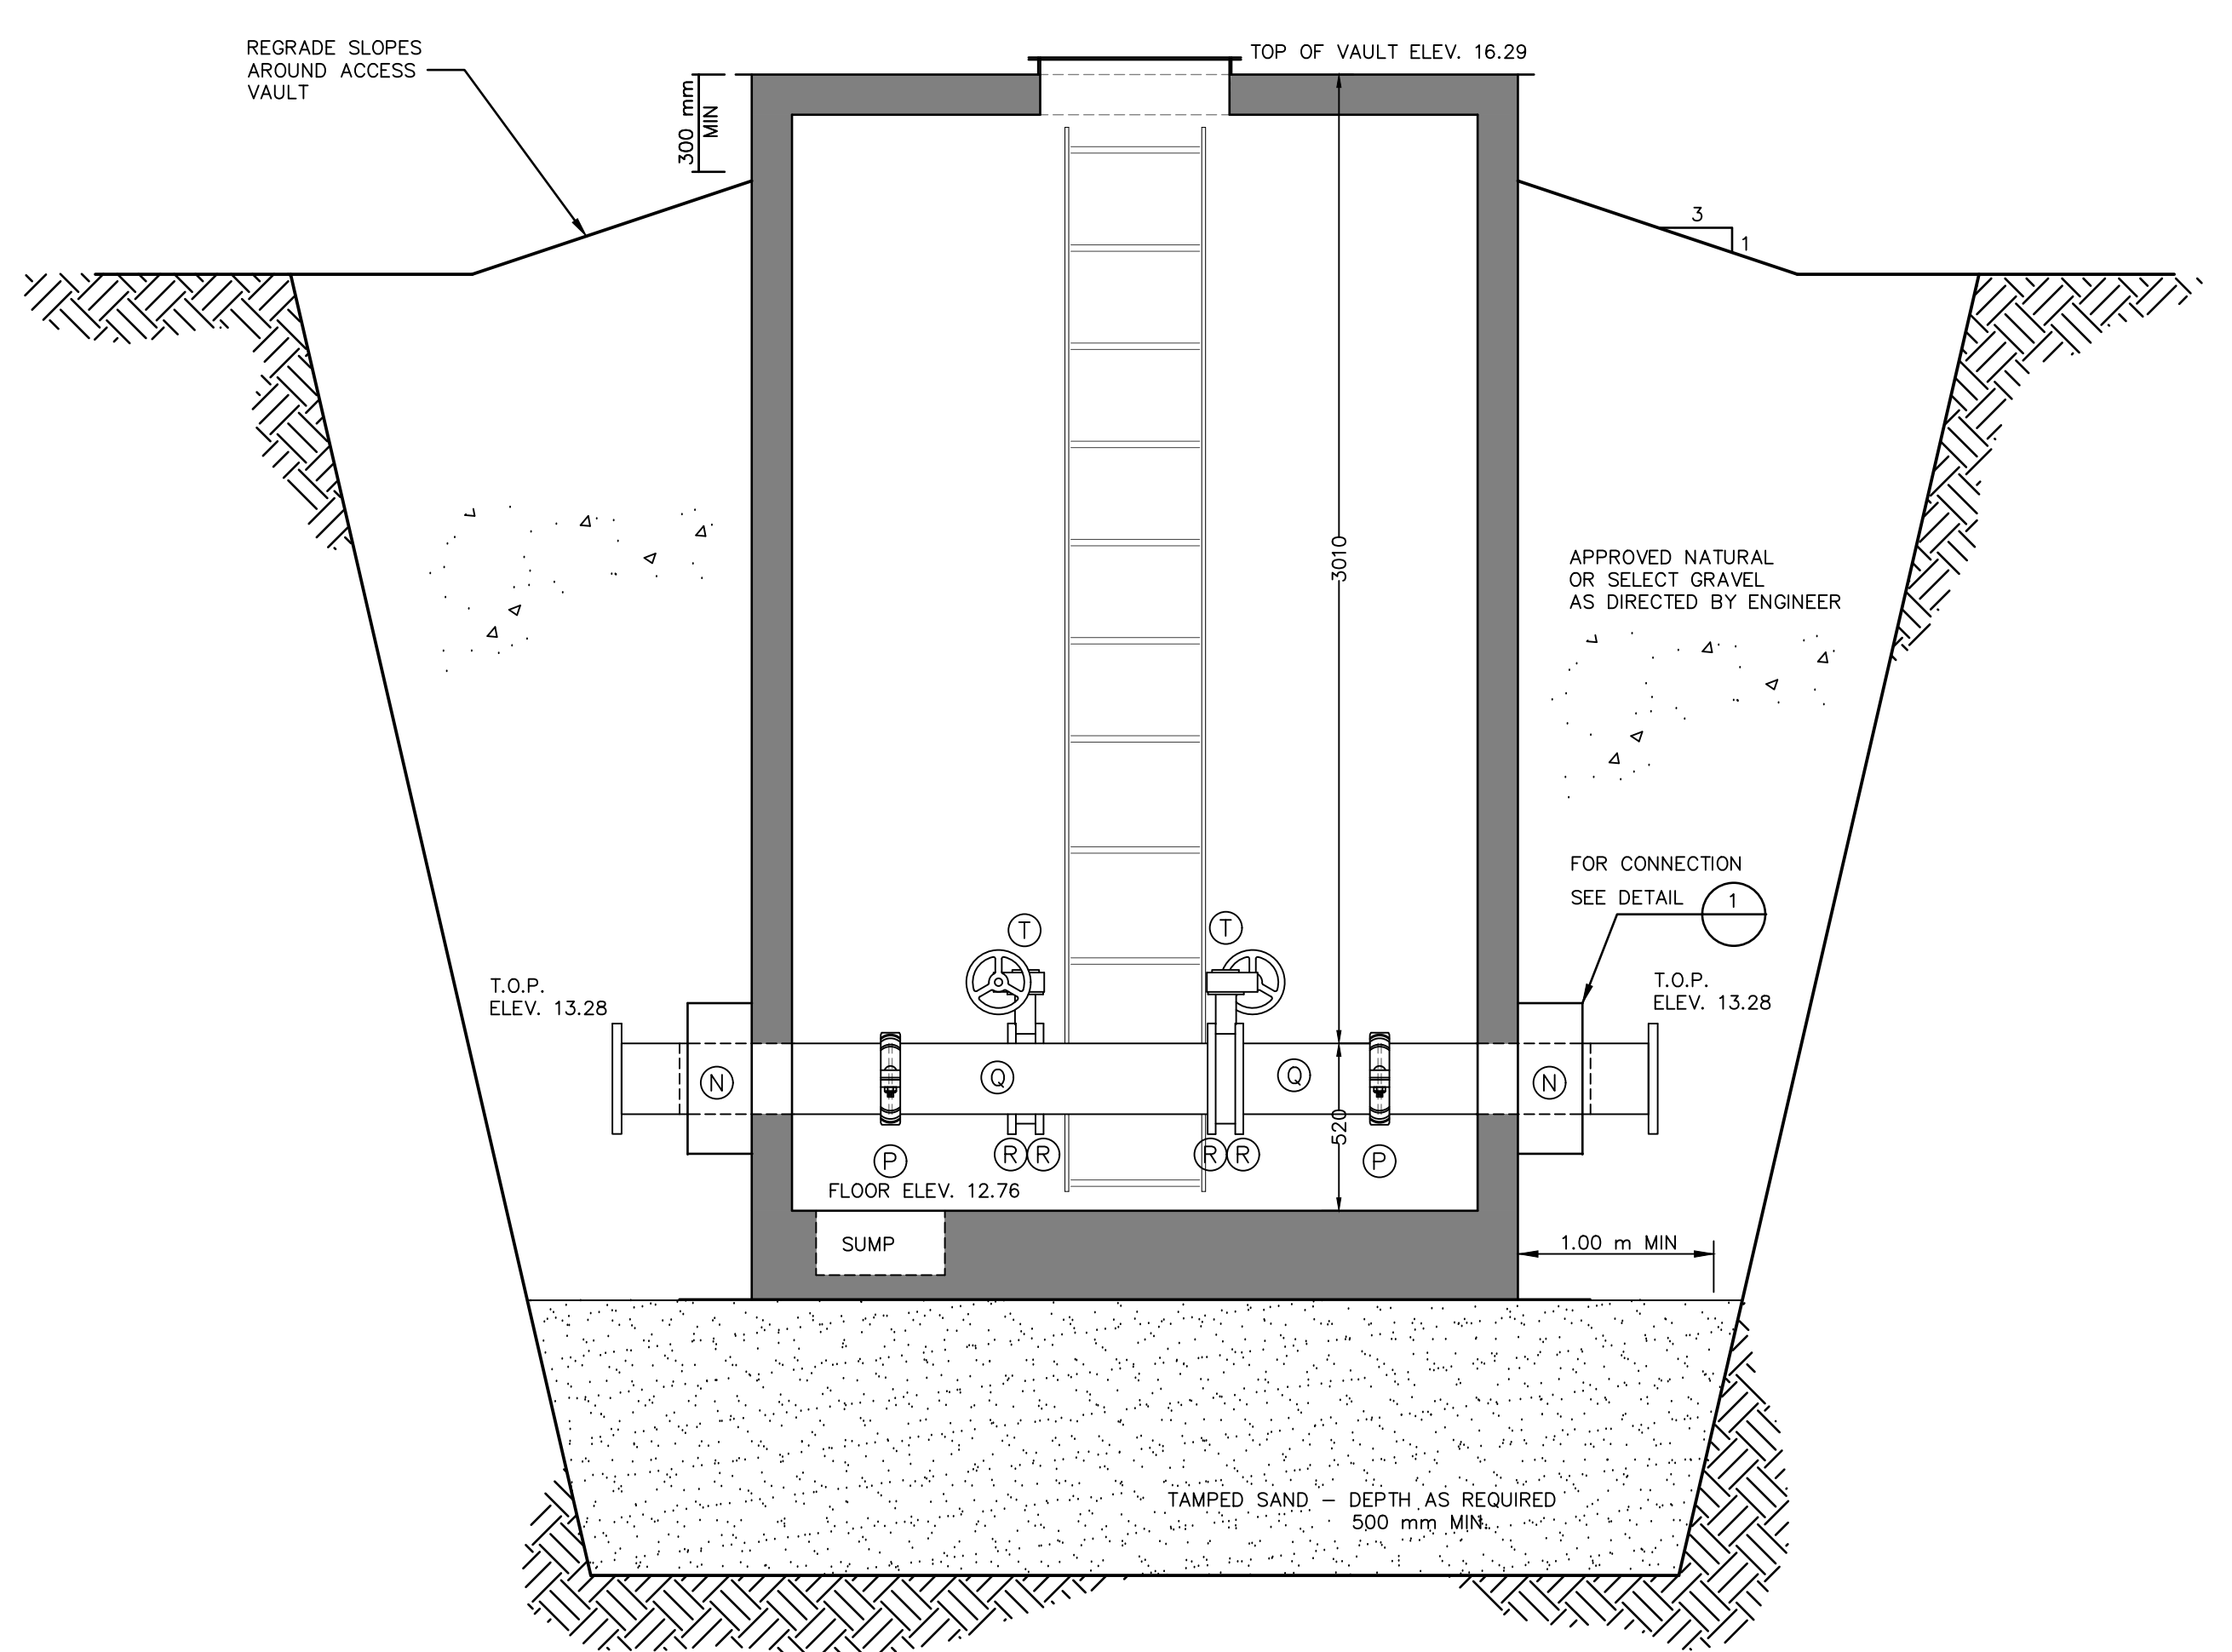 REGRADE SLOPES
AROUND ACCESS
VAULT
TOP OF VAULT ELEV. 16.29
300 mm
MIN
3
1
3010
APPROVED NATURAL
OR SELECT GRAVEL
AS DIRECTED BY ENGINEER
FOR CONNECTION
SEE DETAIL
1
T
T
T.O.P.
ELEV. 13.28
T.O.P.
ELEV. 13.28
N
Q
Q
N
520
P
R R
R R
P
FLOOR ELEV. 12.76
SUMP
1.00 m MIN
TAMPED SAND – DEPTH AS REQUIRED
500 mm MIN.